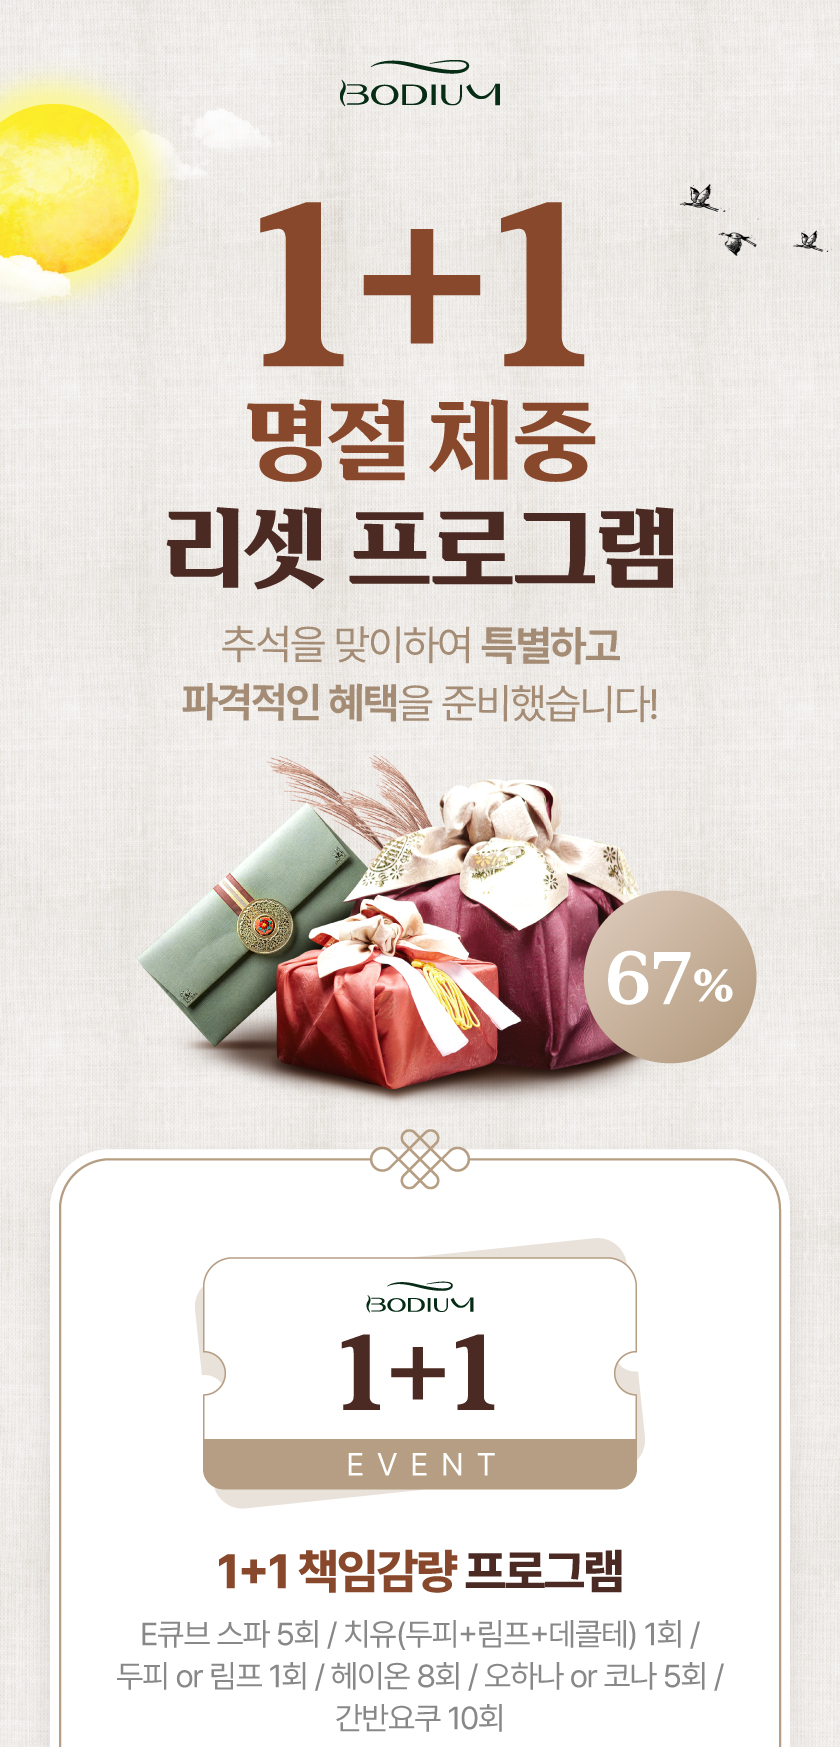 BODIUM
1+1
명절 체중
리셋 프로그램
추석을 맞이하여 특별하고
파격적인 혜택을 준비했습니다!
67%
BODIUM
1+1
EVENT
1+1 책임감량 프로그램
E큐브 스파 5회 / 치유(두피+림프+데콜테) 1회 /
두피 or 림프 1회 / 헤이온 8회 / 오하나 or 코나 5회 /
간반요쿠 10회